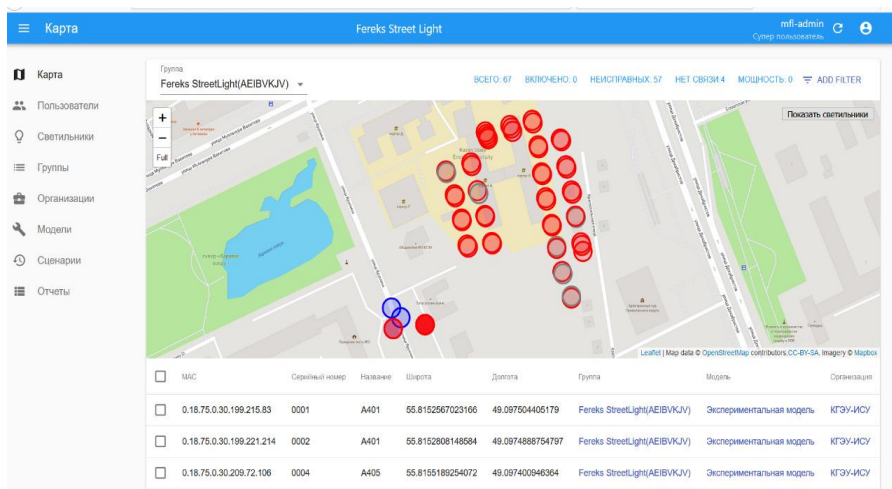 Карта
Fereks Street Light
mfl-admin
Супер пользователь
Карта
Пользователи
Светильники
Группы
Организации
Модели
Сценарии
Отчеты
Группа
Fereks StreetLight(AEIBVKJV)
ВСЕГО: 67 ВКЛЮЧЕНО: 0 НЕИСПРАВНЫХ: 57 НЕТ СВЯЗИ:4 МОЩНОСТЬ: 0 ADD FILTER
+
−
Full
Показать светильники
Leaflet | Map data © OpenStreetMap contributors,CC-BY-SA, Imagery © Mapbox
MAC Серийный номер Название Широта Долгота Группа Модель Организация
0.18.75.0.30.199.215.83 0001 A401 55.8152567023166 49.097504405179 Fereks StreetLight(AEIBVKJV) Экспериментальная модель КГЭУ-ИСУ
0.18.75.0.30.199.221.214 0002 A401 55.8152808148584 49.0974888754797 Fereks StreetLight(AEIBVKJV) Экспериментальная модель КГЭУ-ИСУ
0.18.75.0.30.209.72.106 0004 A405 55.8155189254072 49.097400946364 Fereks StreetLight(AEIBVKJV) Экспериментальная модель КГЭУ-ИСУ